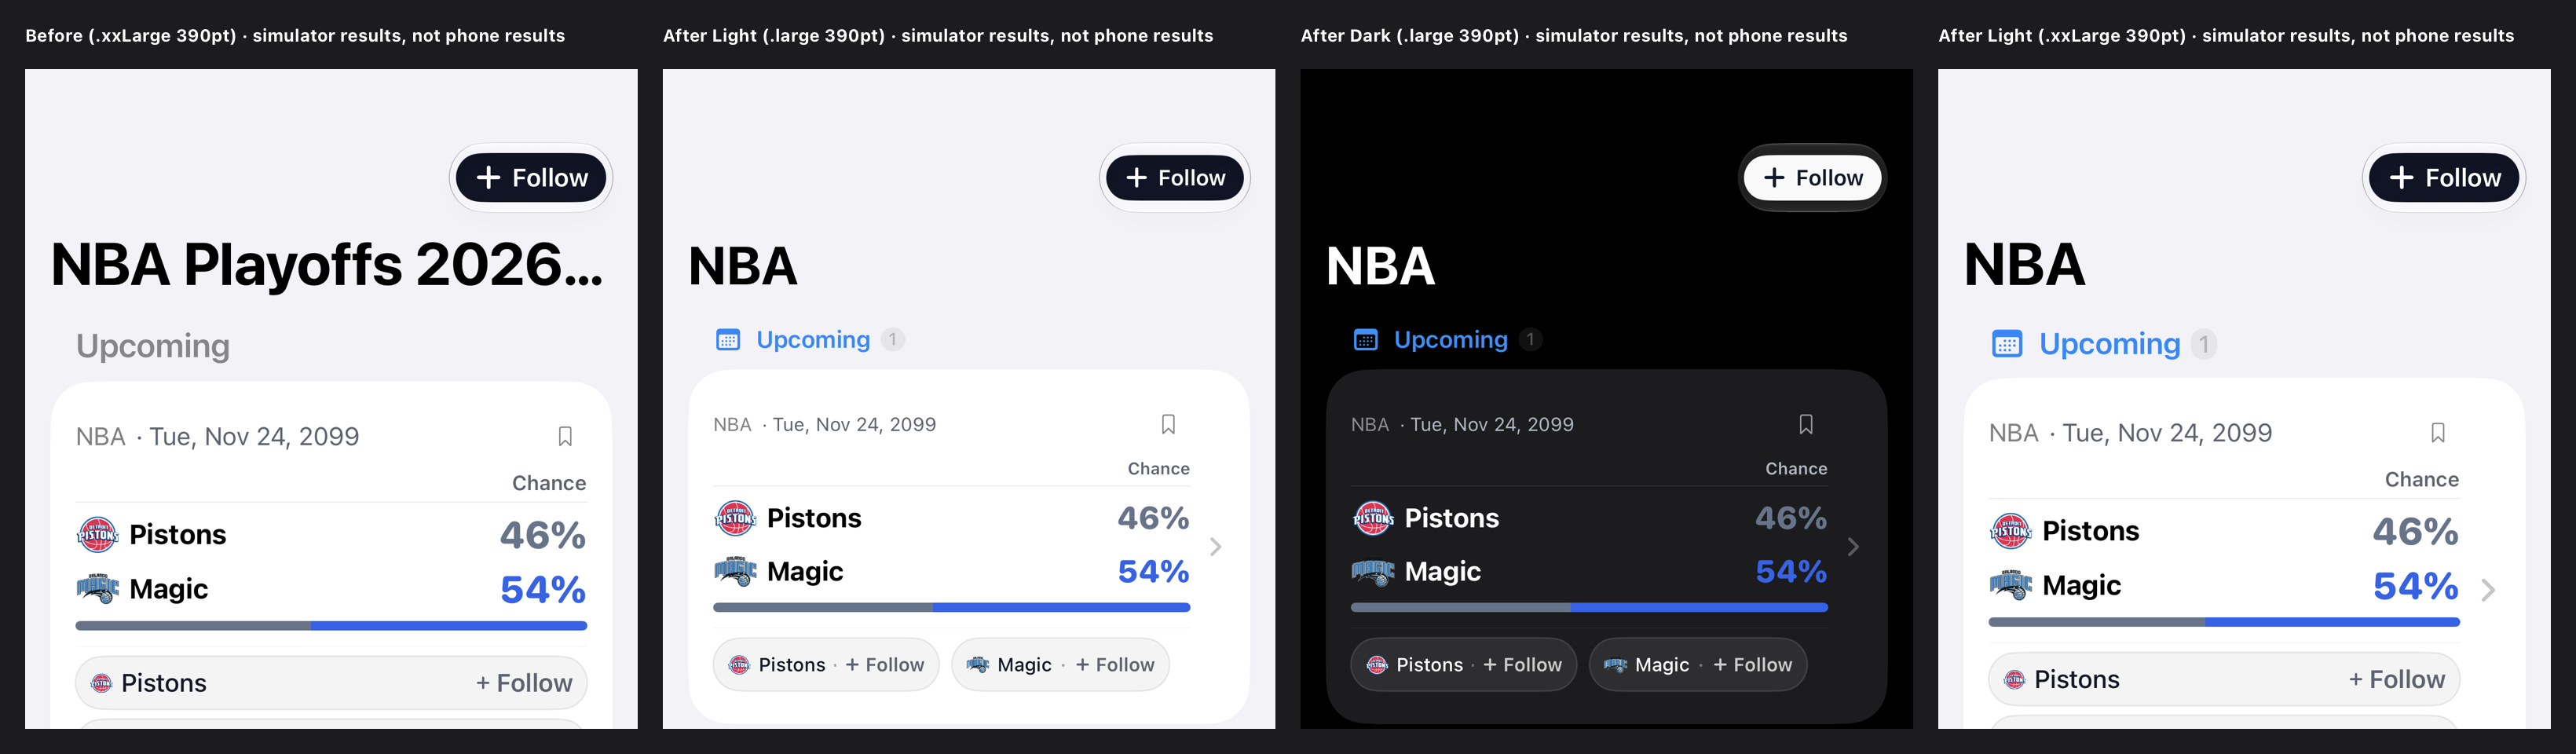 Before (.xxLarge 390pt) · simulator results, not phone results
+ Follow
NBA Playoffs 2026...
Upcoming
NBA · Tue, Nov 24, 2099
Chance
Pistons 46%
Magic 54%
Pistons + Follow
After Light (.large 390pt) · simulator results, not phone results
+ Follow
NBA
Upcoming 1
NBA · Tue, Nov 24, 2099
Chance
Pistons 46%
Magic 54%
Pistons · + Follow Magic · + Follow
After Dark (.large 390pt) · simulator results, not phone results
+ Follow
NBA
Upcoming 1
NBA · Tue, Nov 24, 2099
Chance
Pistons 46%
Magic 54%
Pistons · + Follow Magic · + Follow
After Light (.xxLarge 390pt) · simulator results, not phone results
+ Follow
NBA
Upcoming 1
NBA · Tue, Nov 24, 2099
Chance
Pistons 46%
Magic 54%
Pistons + Follow